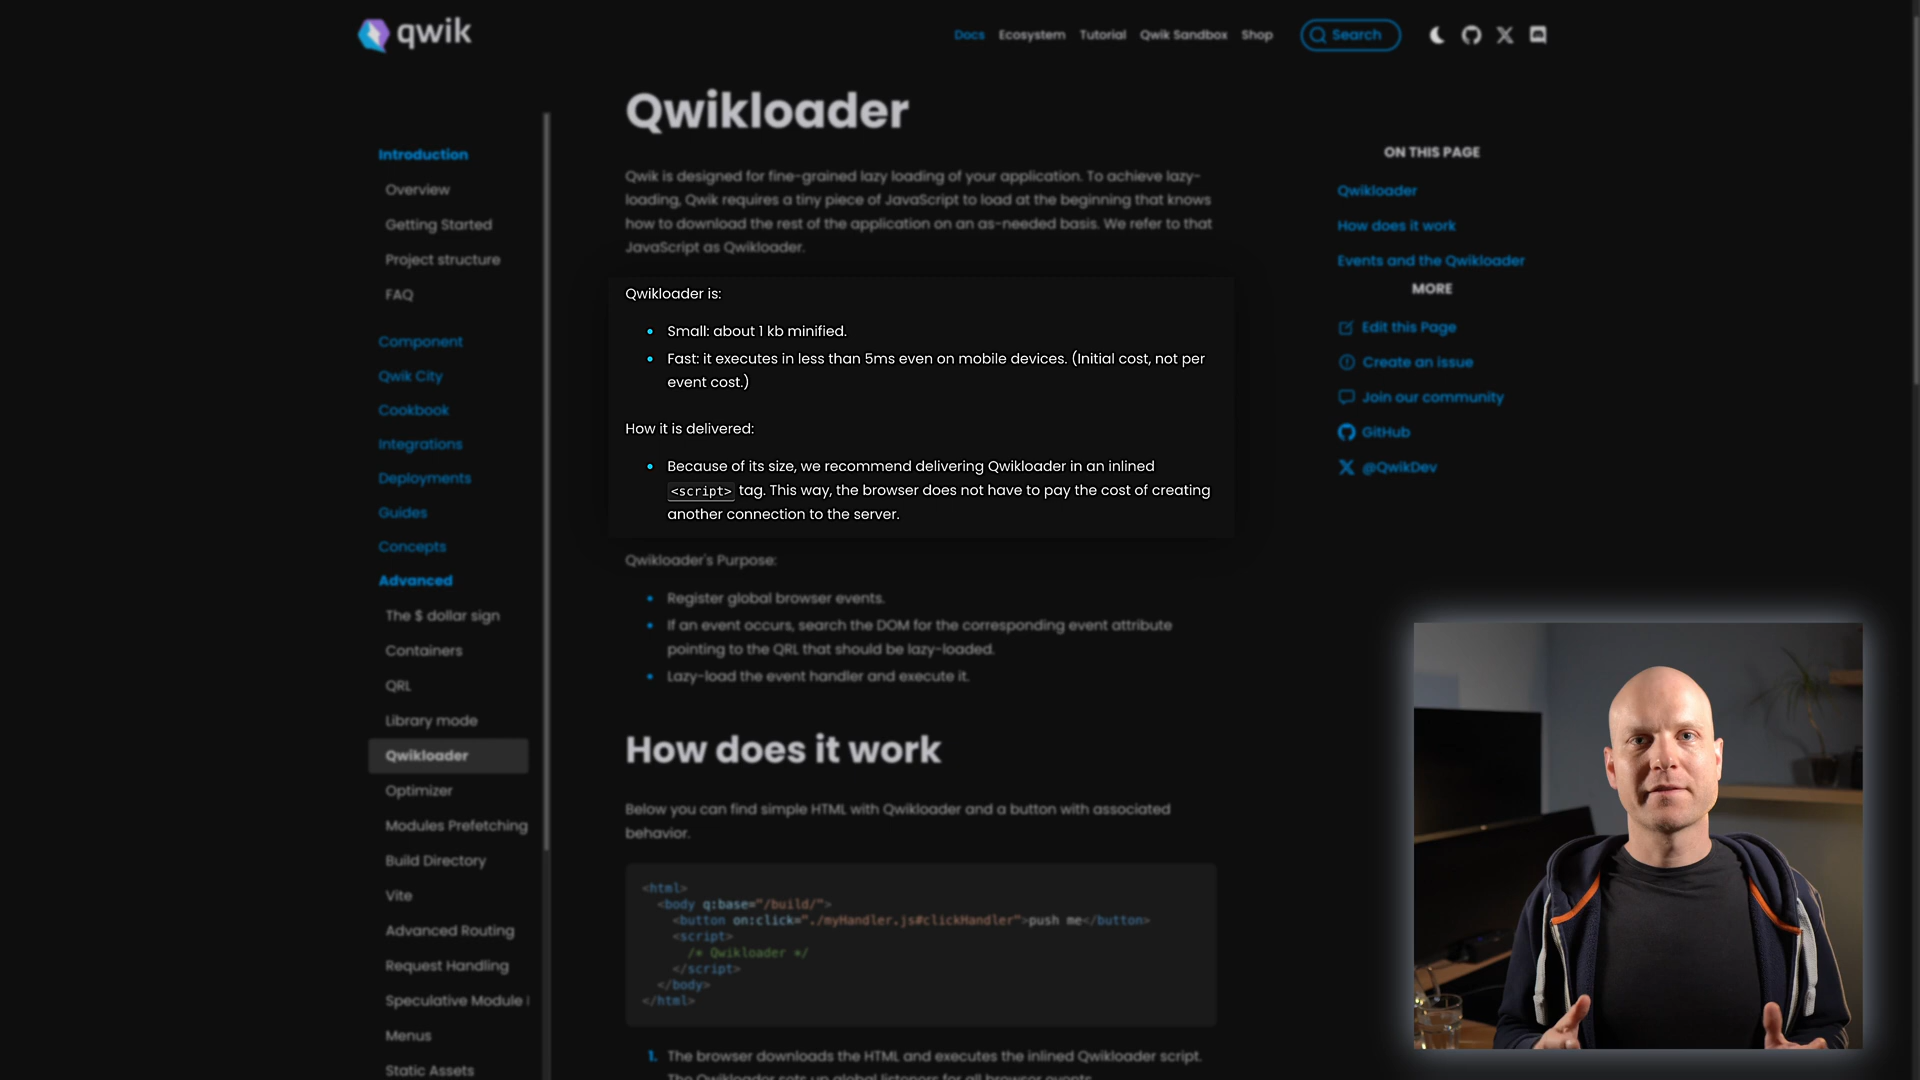 qwik
Docs Ecosystem Tutorial Qwik Sandbox Shop Search
Introduction
Overview
Getting Started
Project structure
FAQ
Component
Qwik City
Cookbook
Integrations
Deployments
Guides
Concepts
Advanced
The $ dollar sign
Containers
QRL
Library mode
Qwikloader
Optimizer
Modules Prefetching
Build Directory
Vite
Advanced Routing
Request Handling
Speculative Module
Menus
Static Assets
Qwikloader
Qwik is designed for fine-grained lazy loading of your application. To achieve lazy-
loading, Qwik requires a tiny piece of JavaScript to load at the beginning that knows
how to download the rest of the application on an as-needed basis. We refer to that
JavaScript as Qwikloader.
Qwikloader is:
• Small: about 1 kb minified.
• Fast: it executes in less than 5ms even on mobile devices. (Initial cost, not per
event cost.)
How it is delivered:
• Because of its size, we recommend delivering Qwikloader in an inlined
<script> tag. This way, the browser does not have to pay the cost of creating
another connection to the server.
Qwikloader's Purpose:
• Register global browser events.
• If an event occurs, search the DOM for the corresponding event attribute
pointing to the QRL that should be lazy-loaded.
• Lazy-load the event handler and execute it.
How does it work
Below you can find simple HTML with Qwikloader and a button with associated
behavior.
<html>
<body q:base="/build/">
<button on:click="./myHandler.js#clickHandler">push me</button>
<script>
/* Qwikloader */
</script>
</body>
</html>
1. The browser downloads the HTML and executes the inlined Qwikloader script.
The Qwikloader sets up global listeners for all browser events.
ON THIS PAGE
Qwikloader
How does it work
Events and the Qwikloader
MORE
Edit this Page
Create an issue
Join our community
GitHub
@QwikDev